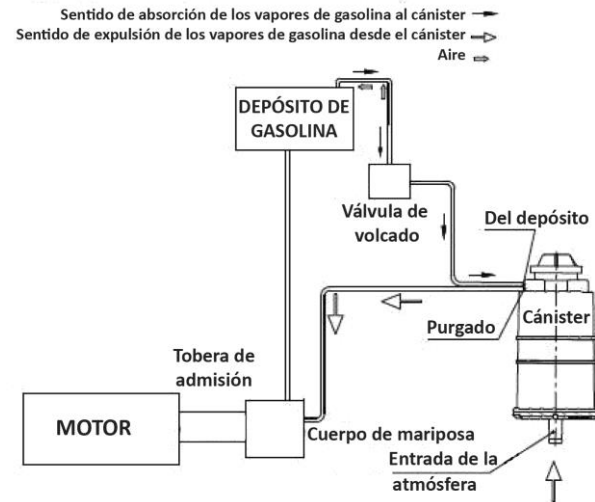 Sentido de absorción de los vapores de gasolina al cánister
Sentido de expulsión de los vapores de gasolina desde el cánister
Aire
DEPÓSITO DE
GASOLINA
Válvula de
volcado
Del depósito
Cánister
Purgado
Tobera de
admisión
MOTOR
Cuerpo de mariposa
Entrada de la
atmósfera